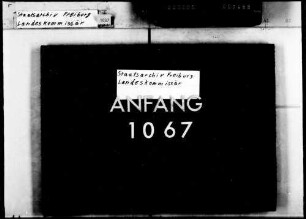 Staatsarchiv Freiburg
Landeskommissär
Staatsarchiv Freiburg
Landeskommissär
ANFANG
1067